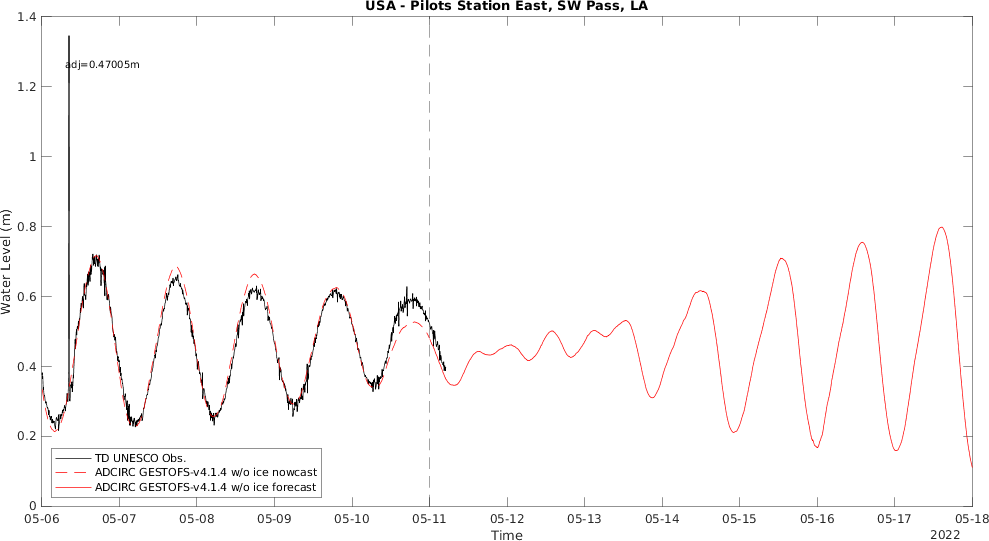 USA - Pilots Station East, SW Pass, LA
1.4
1.2
1
0.8
0.6
0.4
0.2
0
Water Level (m)
adj=0.47005m
TD UNESCO Obs.
ADCIRC GESTOFS-v4.1.4 w/o ice nowcast
ADCIRC GESTOFS-v4.1.4 w/o ice forecast
05-06 05-07 05-08 05-09 05-10 05-11 05-12 05-13 05-14 05-15 05-16 05-17 05-18
Time
2022